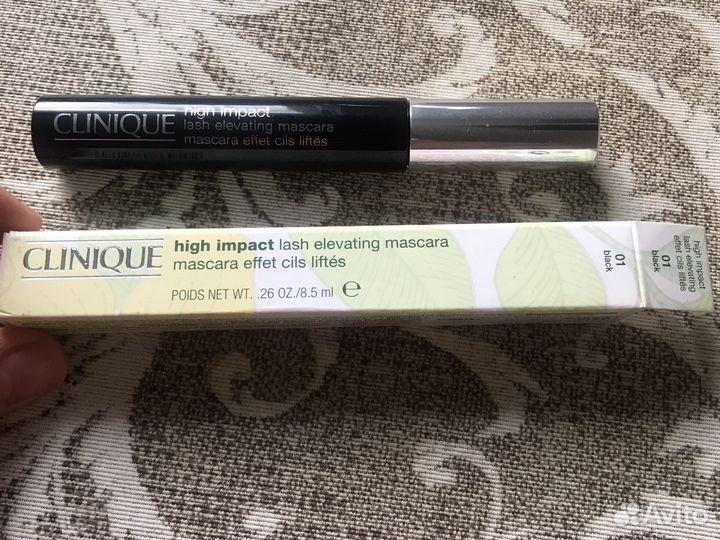 CLINIQUE
high impact
lash elevating mascara
mascara effet cils liftés
CLINIQUE
high impact lash elevating mascara
mascara effet cils liftés
POIDS NET WT. .26 OZ./8.5 ml ℮
01
black
high impact
lash elevating
effet cils liftés
01
black
Avito